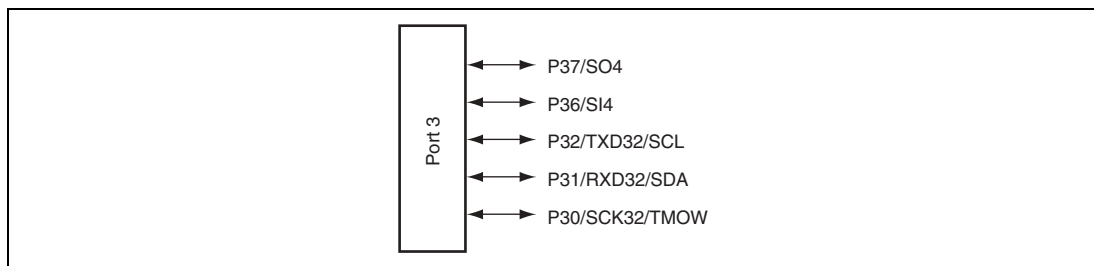 Port 3
P37/SO4
P36/SI4
P32/TXD32/SCL
P31/RXD32/SDA
P30/SCK32/TMOW